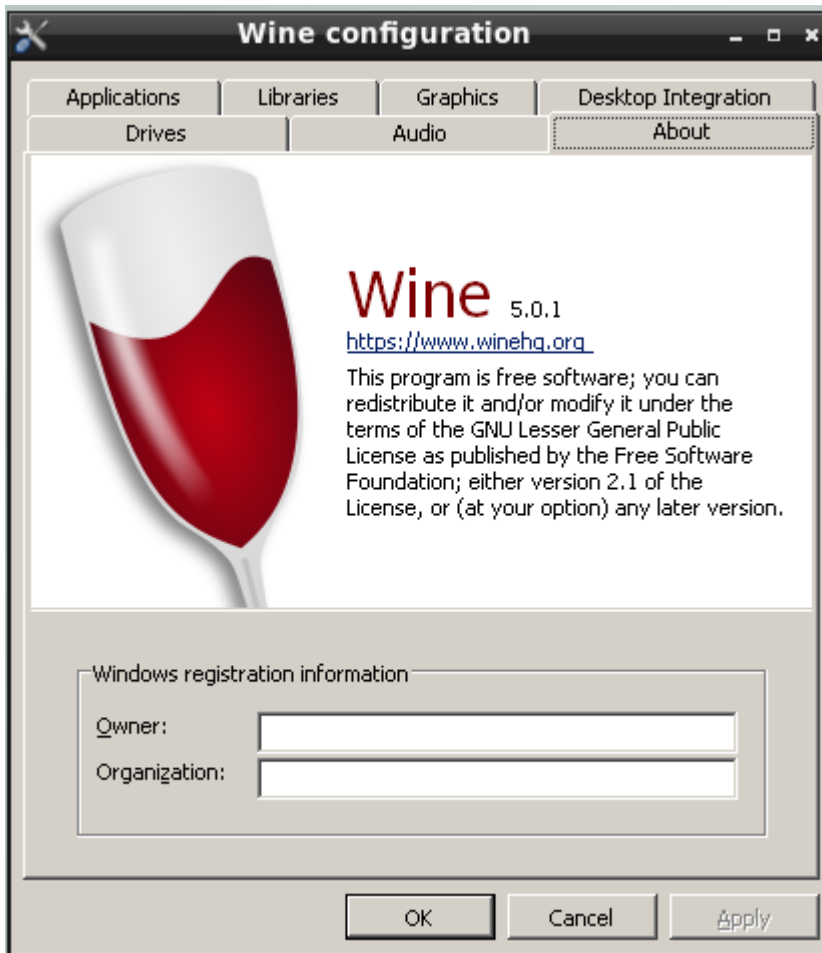 Wine configuration
Applications Libraries Graphics Desktop Integration
Drives Audio About
Wine 5.0.1
https://www.winehq.org
This program is free software; you can
redistribute it and/or modify it under the
terms of the GNU Lesser General Public
License as published by the Free Software
Foundation; either version 2.1 of the
License, or (at your option) any later version.
Windows registration information
Owner:
Organization:
OK Cancel Apply